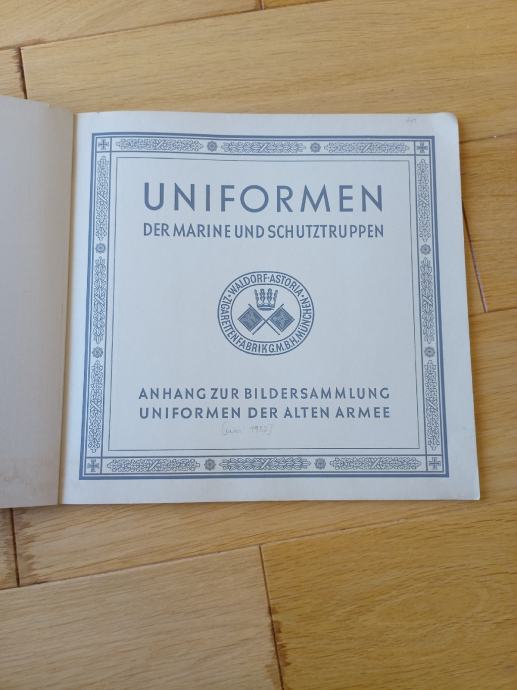 UNIFORMEN
DER MARINE UND SCHUTZTRUPPEN
WALDORF-ASTORIA
ZIGARETTENFABRIK G.M.B.H. MÜNCHEN
ANHANG ZUR BILDERSAMMLUNG
UNIFORMEN DER ALTEN ARMEE